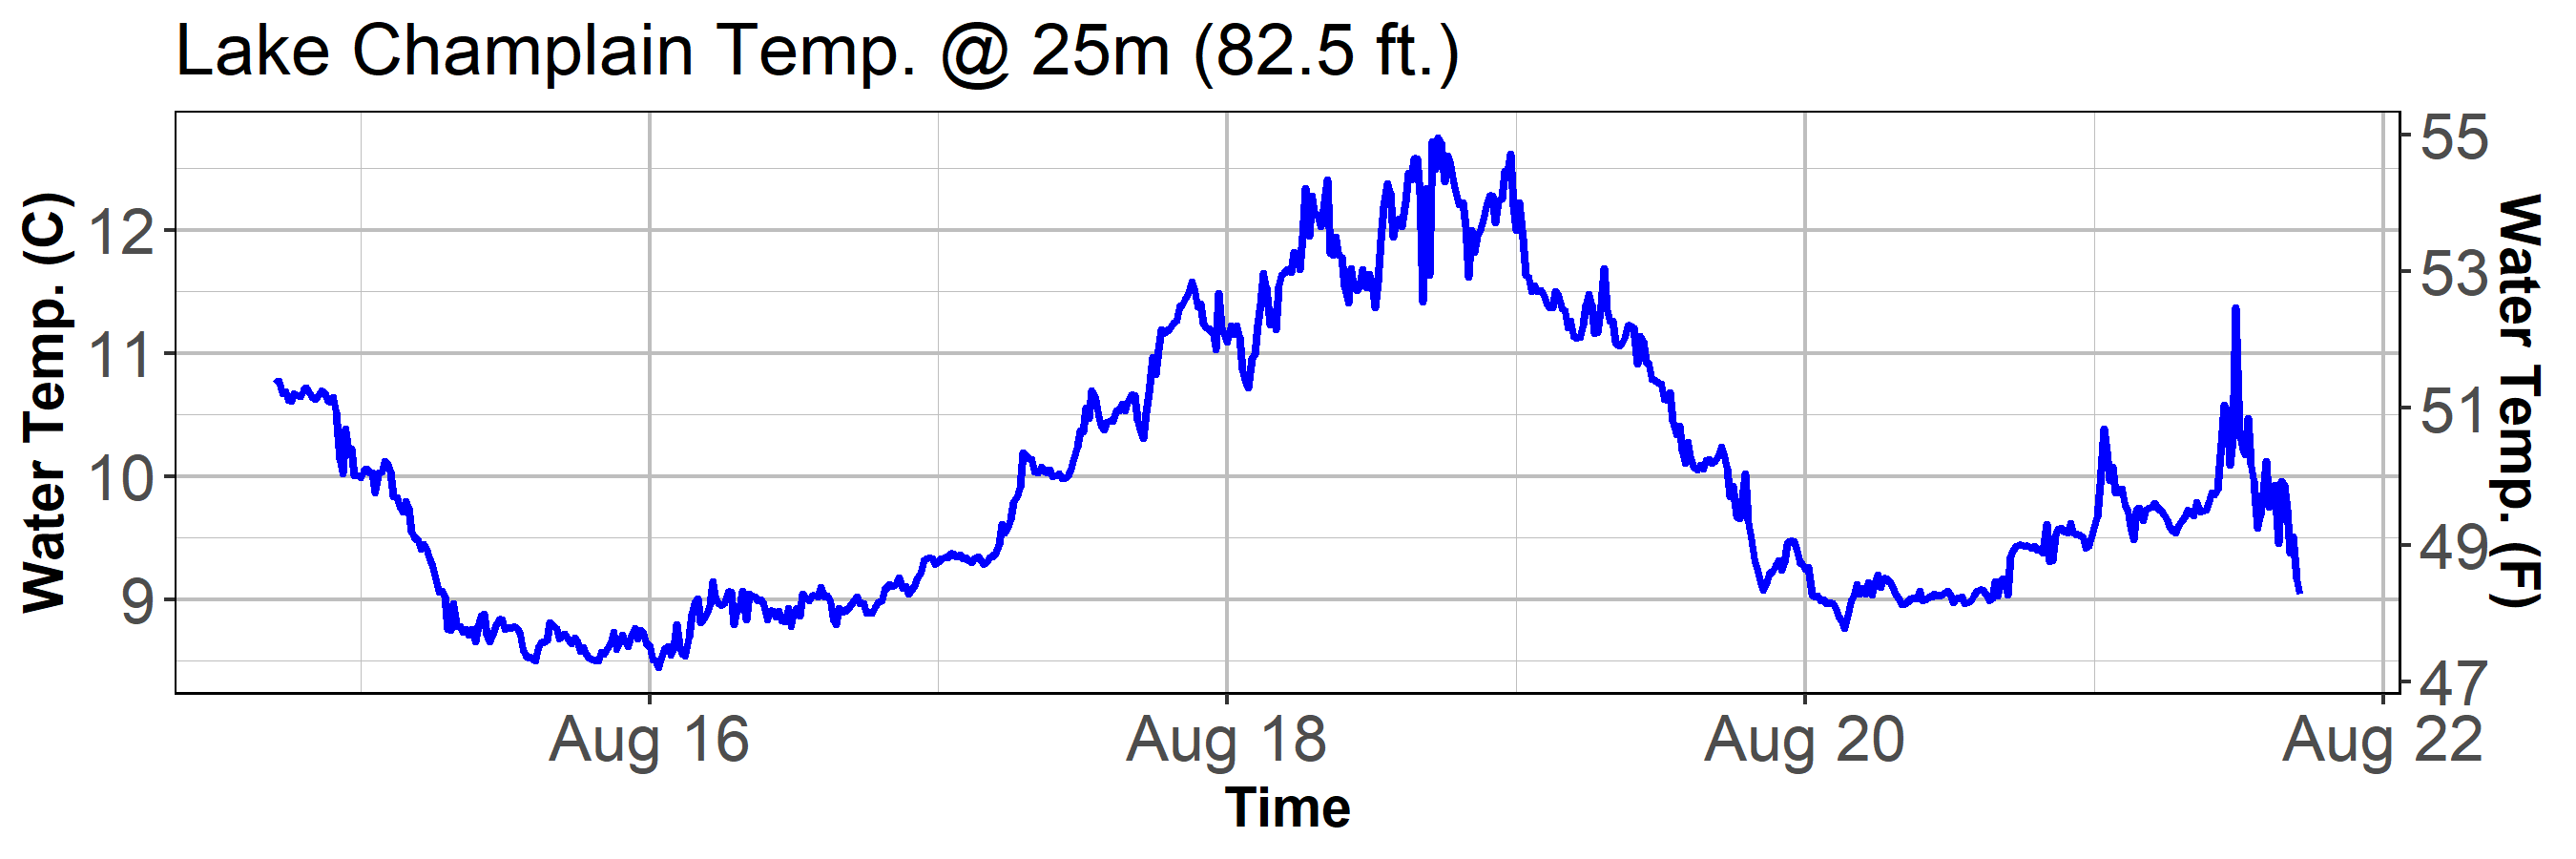 Lake Champlain Temp. @ 25m (82.5 ft.)
Water Temp. (C)
12
11
10
9
55
53
51
49
47
Water Temp. (F)
Aug 16
Aug 18
Aug 20
Aug 22
Time